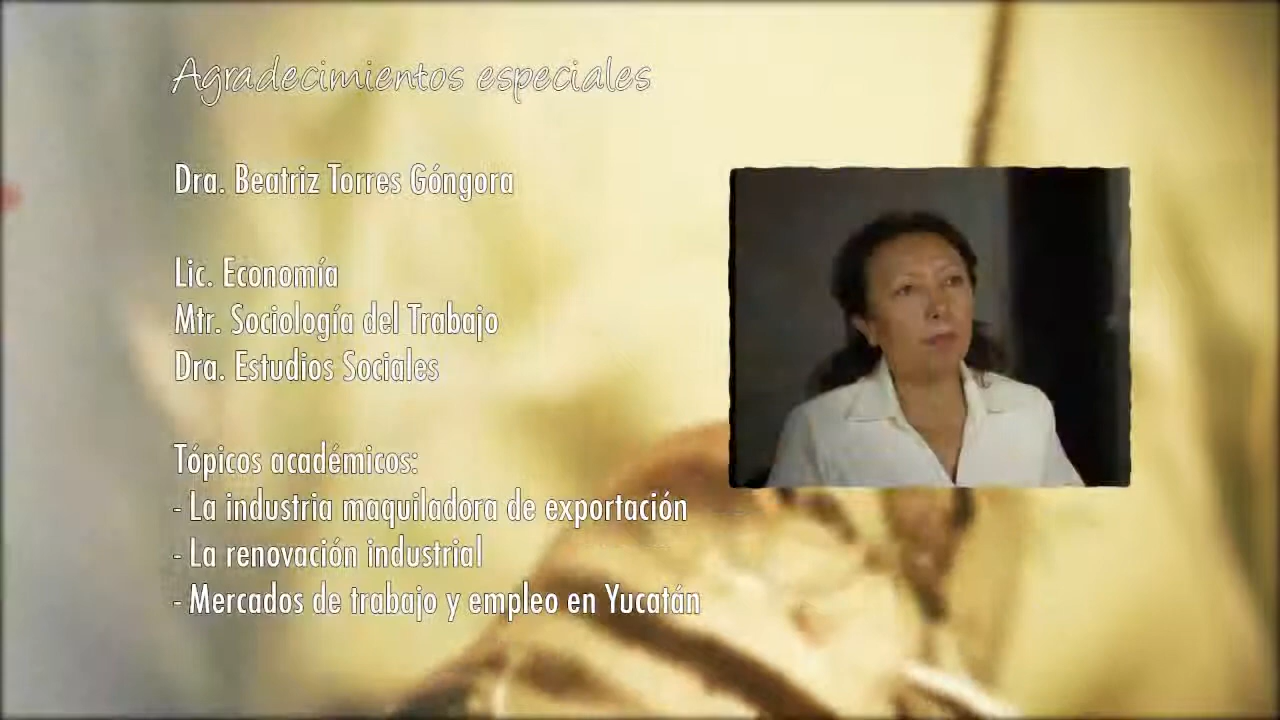 Agradecimientos especiales
Dra. Beatriz Torres Góngora
Lic. Economía
Mtr. Sociología del Trabajo
Dra. Estudios Sociales
Tópicos académicos:
- La industria maquiladora de exportación
- La renovación industrial
- Mercados de trabajo y empleo en Yucatán